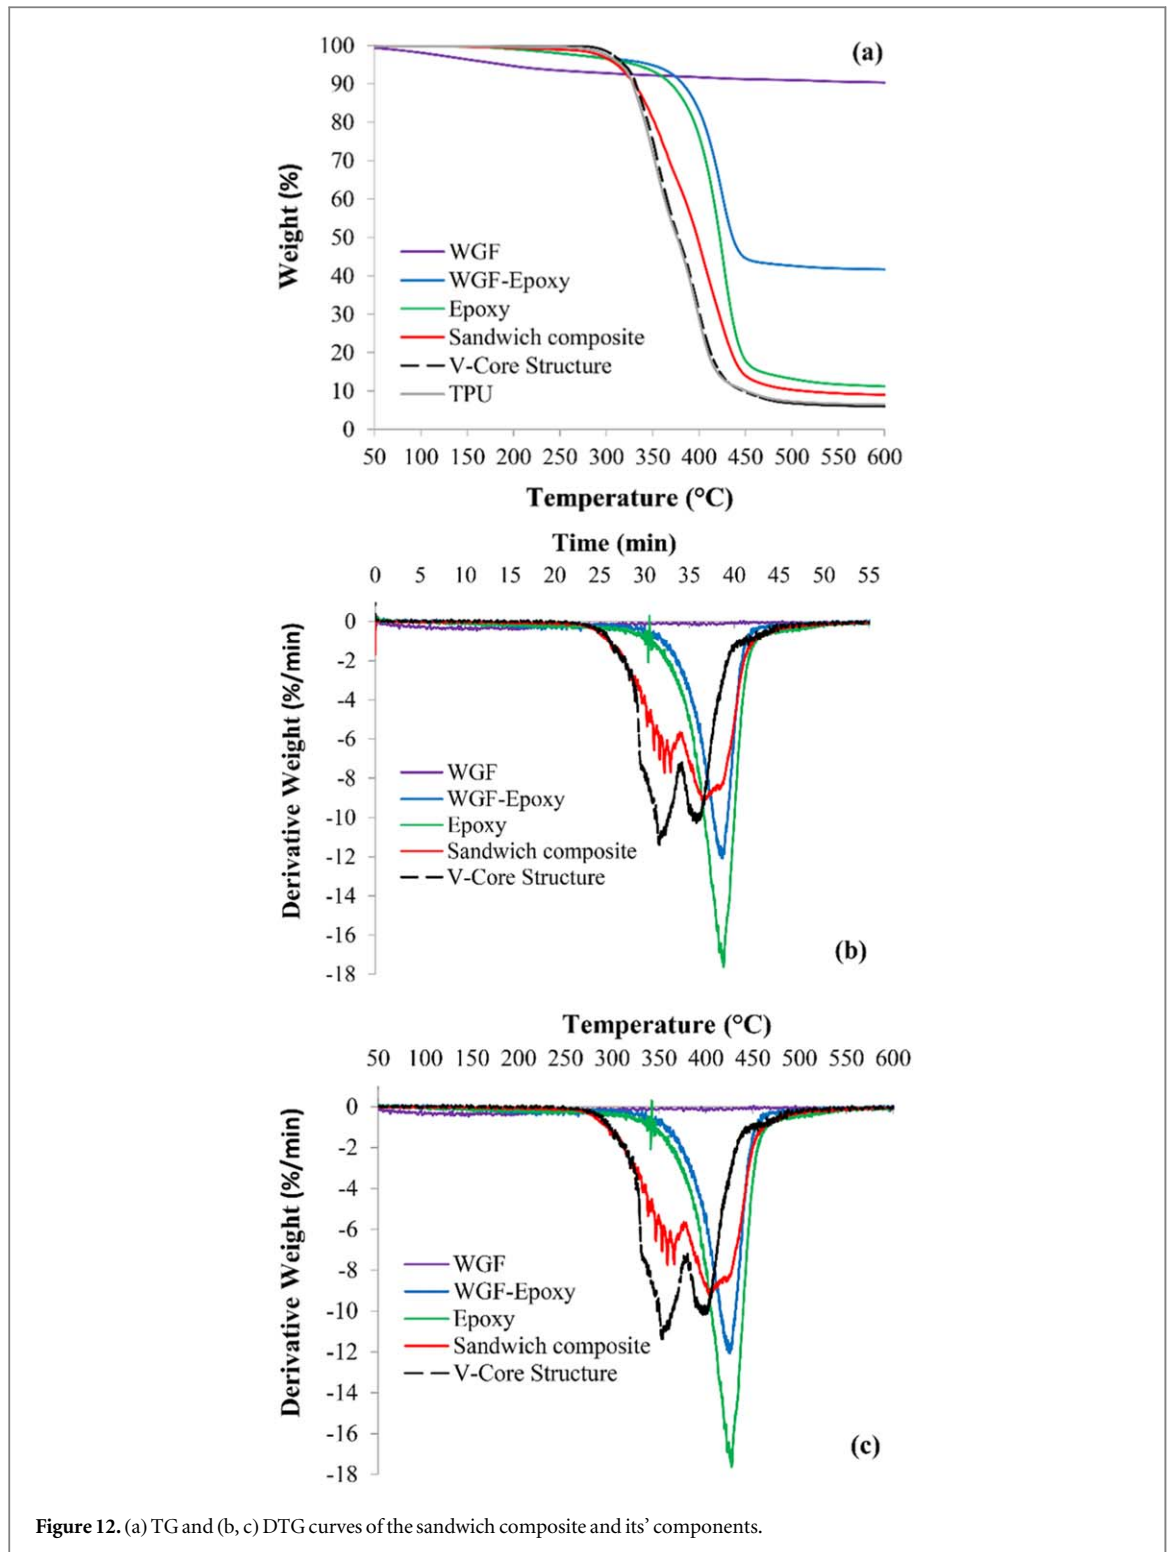 100
90
80
70
60
50
40
30
20
10
0
Weight (%)
(a)
WGF
WGF-Epoxy
Epoxy
Sandwich composite
V-Core Structure
TPU
50 100 150 200 250 300 350 400 450 500 550 600
Temperature (°C)
Time (min)
0 5 10 15 20 25 30 35 40 45 50 55
0
-2
-4
-6
-8
-10
-12
-14
-16
-18
Derivative Weight (%/min)
WGF
WGF-Epoxy
Epoxy
Sandwich composite
V-Core Structure
(b)
Temperature (°C)
50 100 150 200 250 300 350 400 450 500 550 600
0
-2
-4
-6
-8
-10
-12
-14
-16
-18
Derivative Weight (%/min)
WGF
WGF-Epoxy
Epoxy
Sandwich composite
V-Core Structure
(c)
Figure 12. (a) TG and (b, c) DTG curves of the sandwich composite and its’ components.